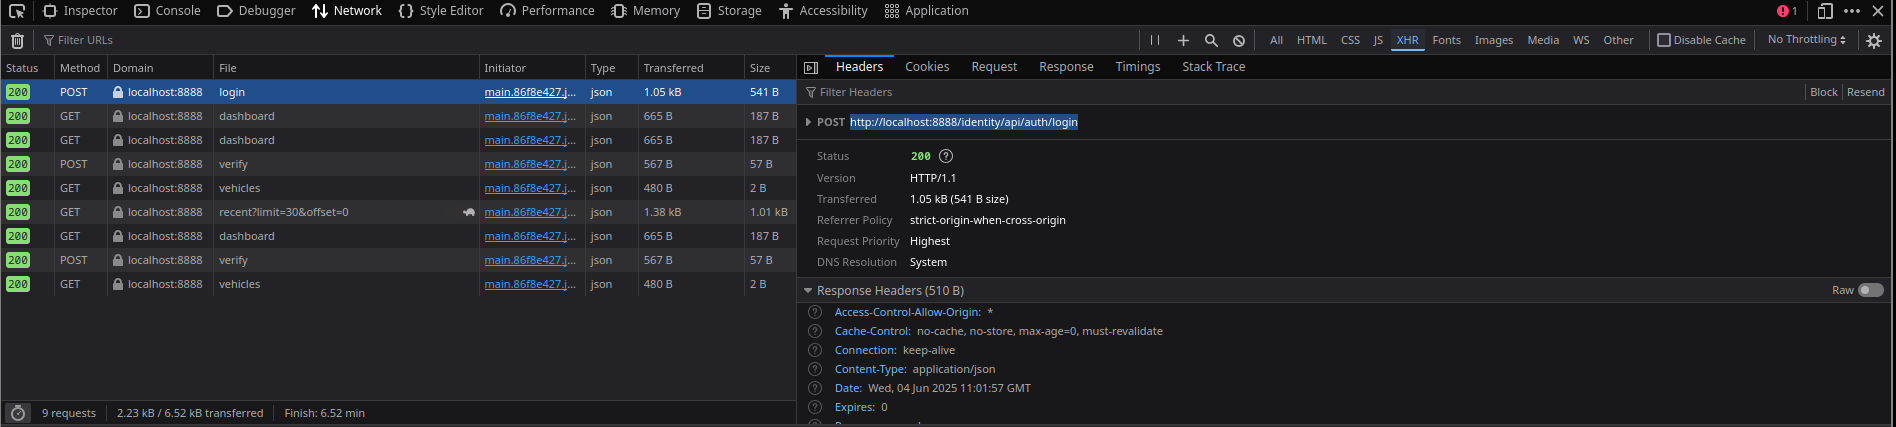 Inspector Console Debugger Network Style Editor Performance Memory Storage Accessibility Application 1
Filter URLs All HTML CSS JS XHR Fonts Images Media WS Other Disable Cache No Throttling
Status Method Domain File Initiator Type Transferred Size
200 POST localhost:8888 login main.86f8e427.j... json 1.05 kB 541 B
200 GET localhost:8888 dashboard main.86f8e427.j... json 665 B 187 B
200 GET localhost:8888 dashboard main.86f8e427.j... json 665 B 187 B
200 POST localhost:8888 verify main.86f8e427.j... json 567 B 57 B
200 GET localhost:8888 vehicles main.86f8e427.j... json 480 B 2 B
200 GET localhost:8888 recent?limit=30&offset=0 main.86f8e427.j... json 1.38 kB 1.01 kB
200 GET localhost:8888 dashboard main.86f8e427.j... json 665 B 187 B
200 POST localhost:8888 verify main.86f8e427.j... json 567 B 57 B
200 GET localhost:8888 vehicles main.86f8e427.j... json 480 B 2 B
9 requests 2.23 kB / 6.52 kB transferred Finish: 6.52 min
Headers Cookies Request Response Timings Stack Trace
Filter Headers Block Resend
POST http://localhost:8888/identity/api/auth/login
Status 200
Version HTTP/1.1
Transferred 1.05 kB (541 B size)
Referrer Policy strict-origin-when-cross-origin
Request Priority Highest
DNS Resolution System
Response Headers (510 B) Raw
Access-Control-Allow-Origin: *
Cache-Control: no-cache, no-store, max-age=0, must-revalidate
Connection: keep-alive
Content-Type: application/json
Date: Wed, 04 Jun 2025 11:01:57 GMT
Expires: 0